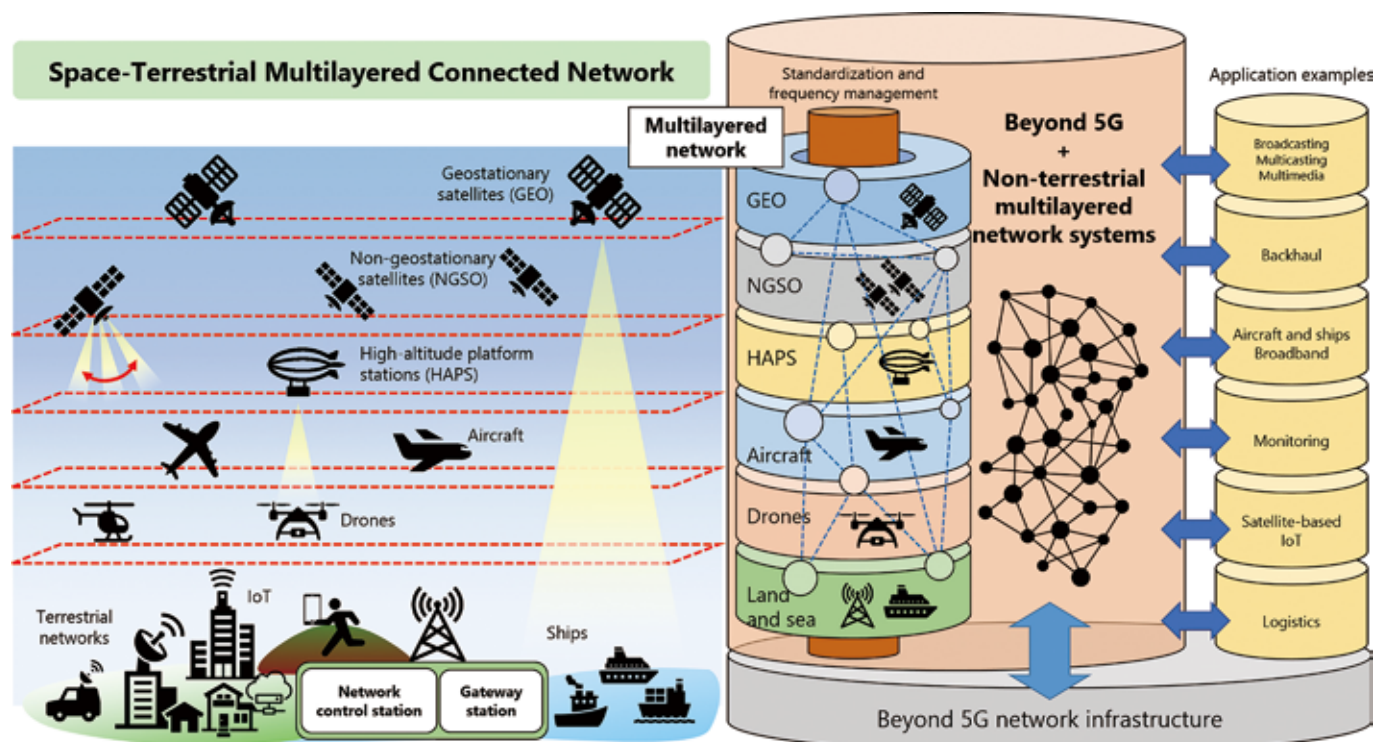 Space-Terrestrial Multilayered Connected Network
Geostationary
satellites (GEO)
Non-geostationary
satellites (NGSO)
High-altitude platform
stations (HAPS)
Aircraft
Drones
IoT
Terrestrial
networks
Ships
Network
control station
Gateway
station
Standardization and
frequency management
Multilayered
network
GEO
NGSO
HAPS
Aircraft
Drones
Land
and sea
Beyond 5G
+
Non-terrestrial
multilayered
network systems
Application examples
Broadcasting
Multicasting
Multimedia
Backhaul
Aircraft and ships
Broadband
Monitoring
Satellite-based
IoT
Logistics
Beyond 5G network infrastructure